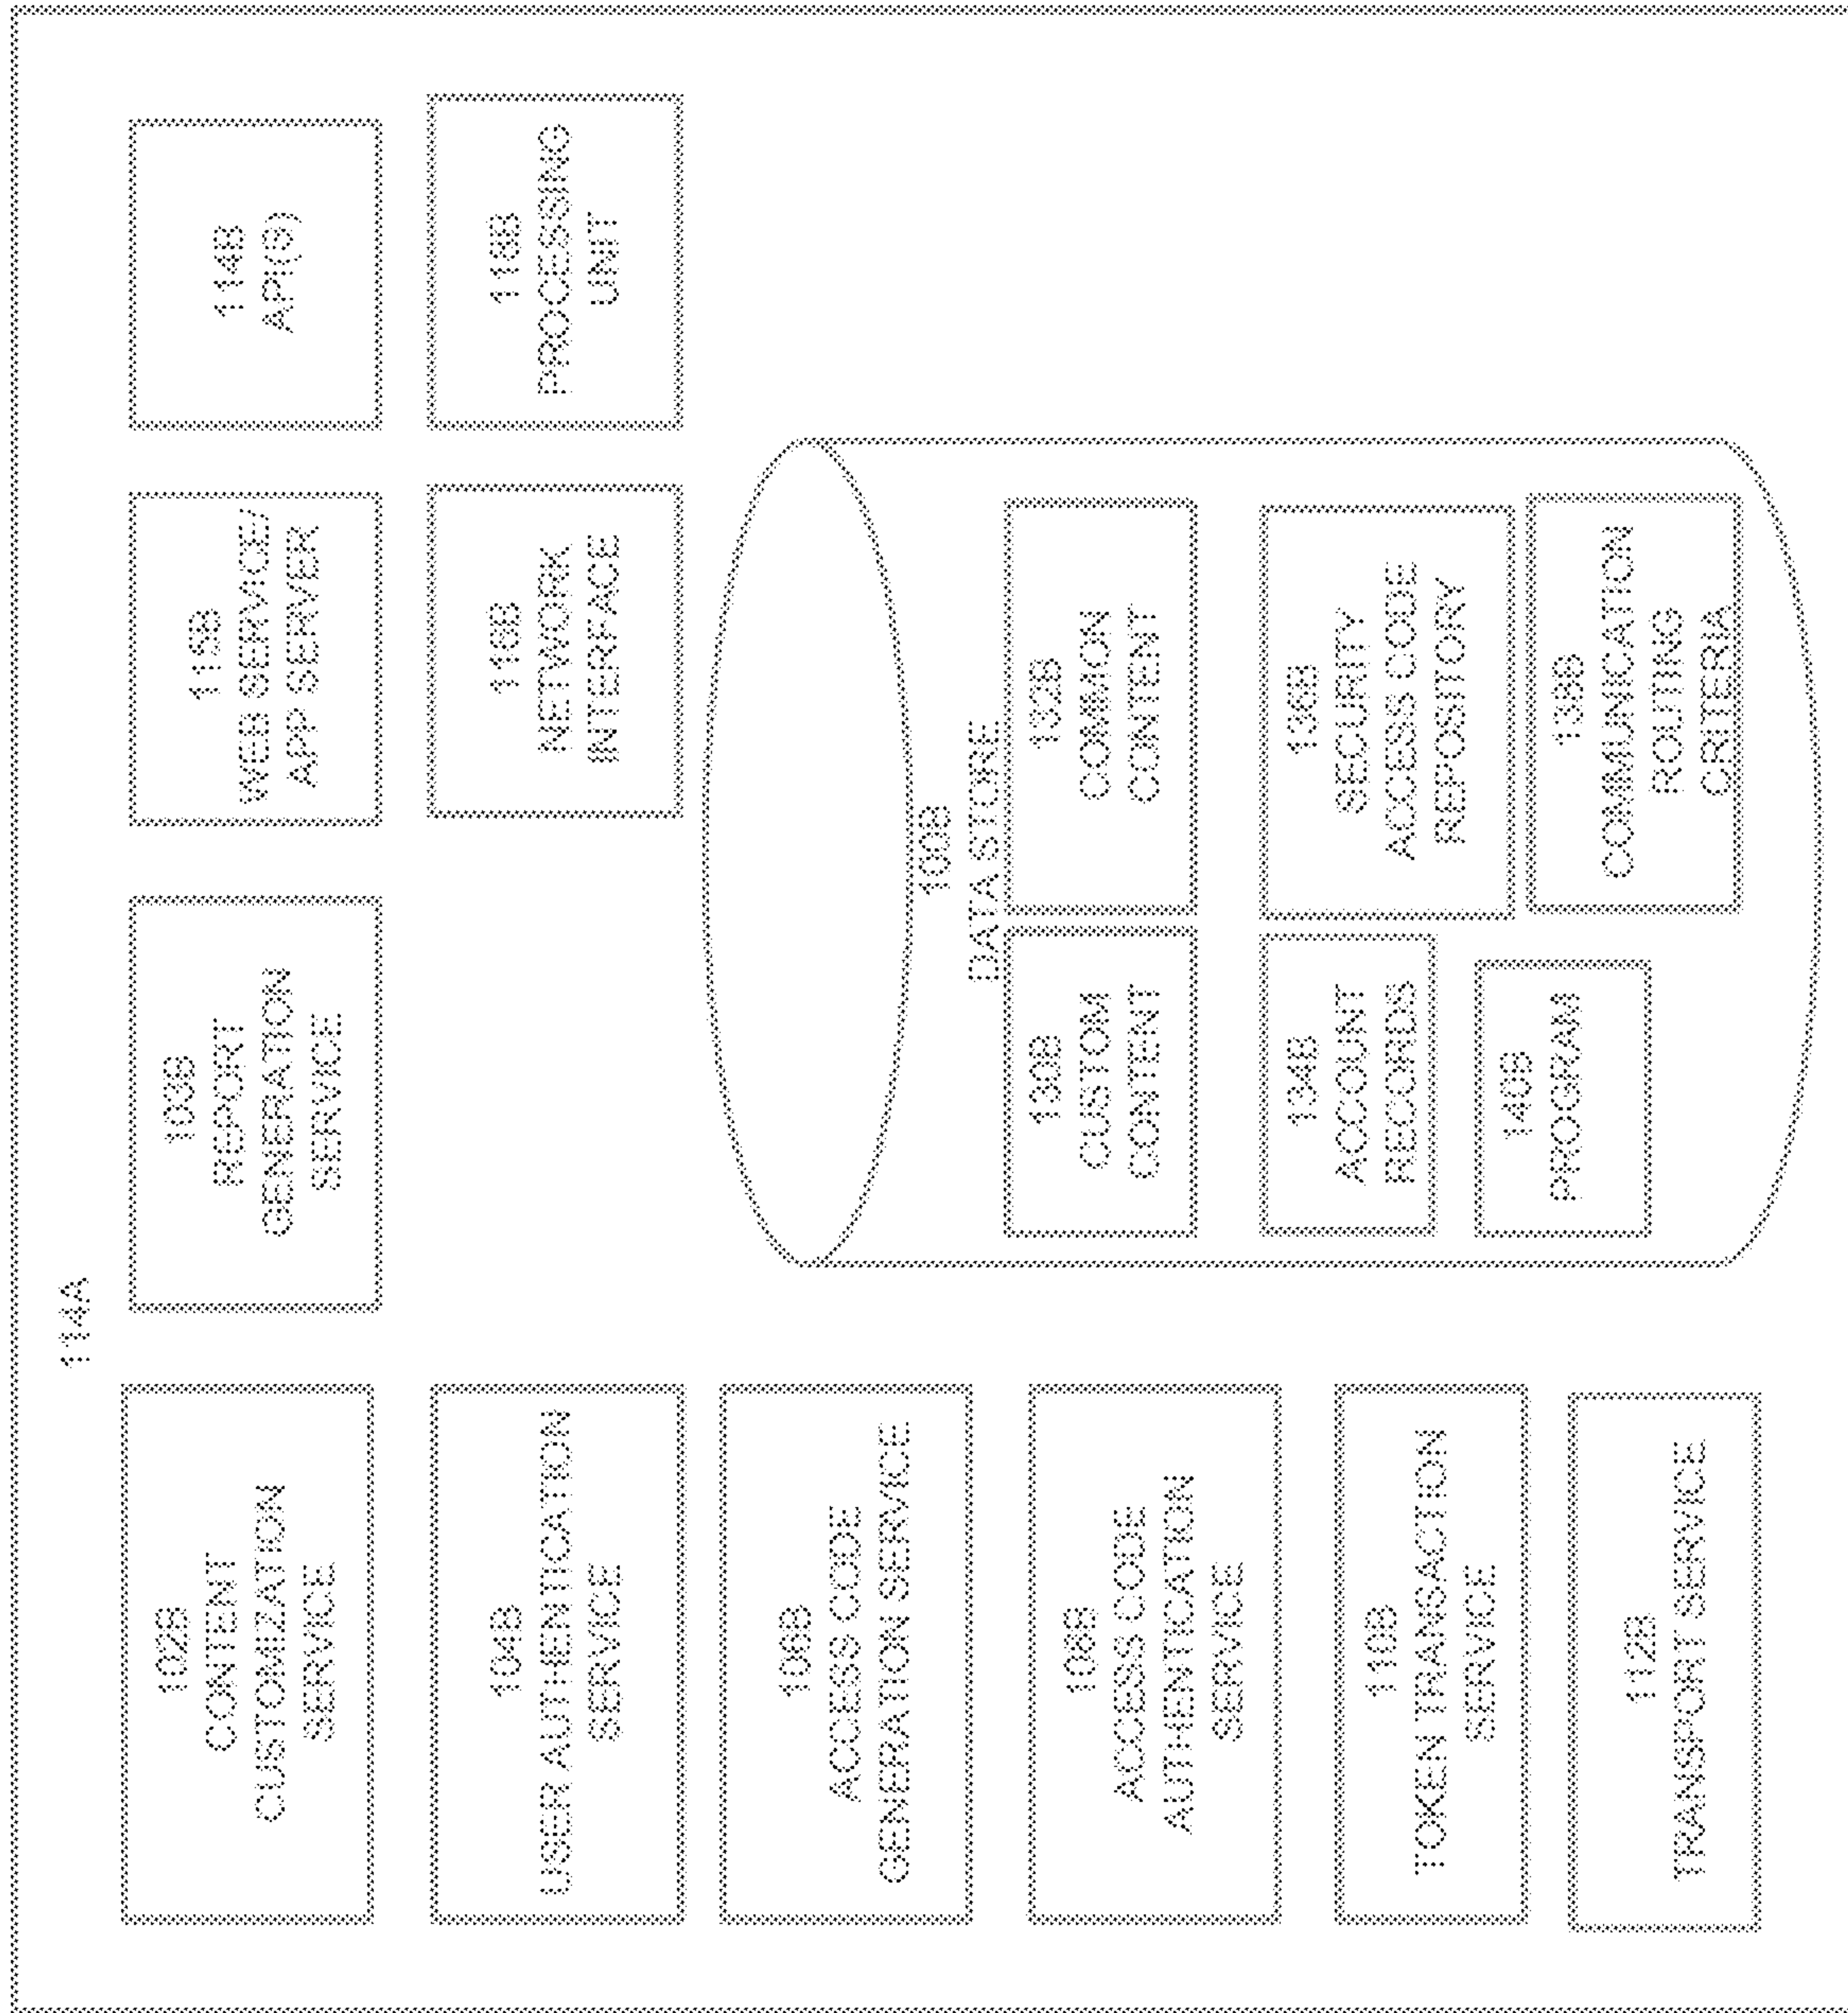 114A
102B
CONTENT
CUSTOMIZATION
SERVICE
103B
REPORT
GENERATION
SERVICE
115B
WEB SERVICE/
APP SERVER
114B
API(S)
104B
USER AUTHENTICATION
SERVICE
116B
NETWORK
INTERFACE
118B
PROCESSING
UNIT
106B
ACCESS CODE
GENERATION SERVICE
108B
ACCESS CODE
AUTHENTICATION
SERVICE
110B
TOKEN TRANSACTION
SERVICE
112B
TRANSPORT SERVICE
100B
DATA STORE
130B
CUSTOM
CONTENT
132B
COMMON
CONTENT
134B
ACCOUNT
RECORDS
136B
SECURITY
ACCESS CODE
REPOSITORY
140B
PROGRAM
138B
COMMUNICATION
ROUTING
CRITERIA